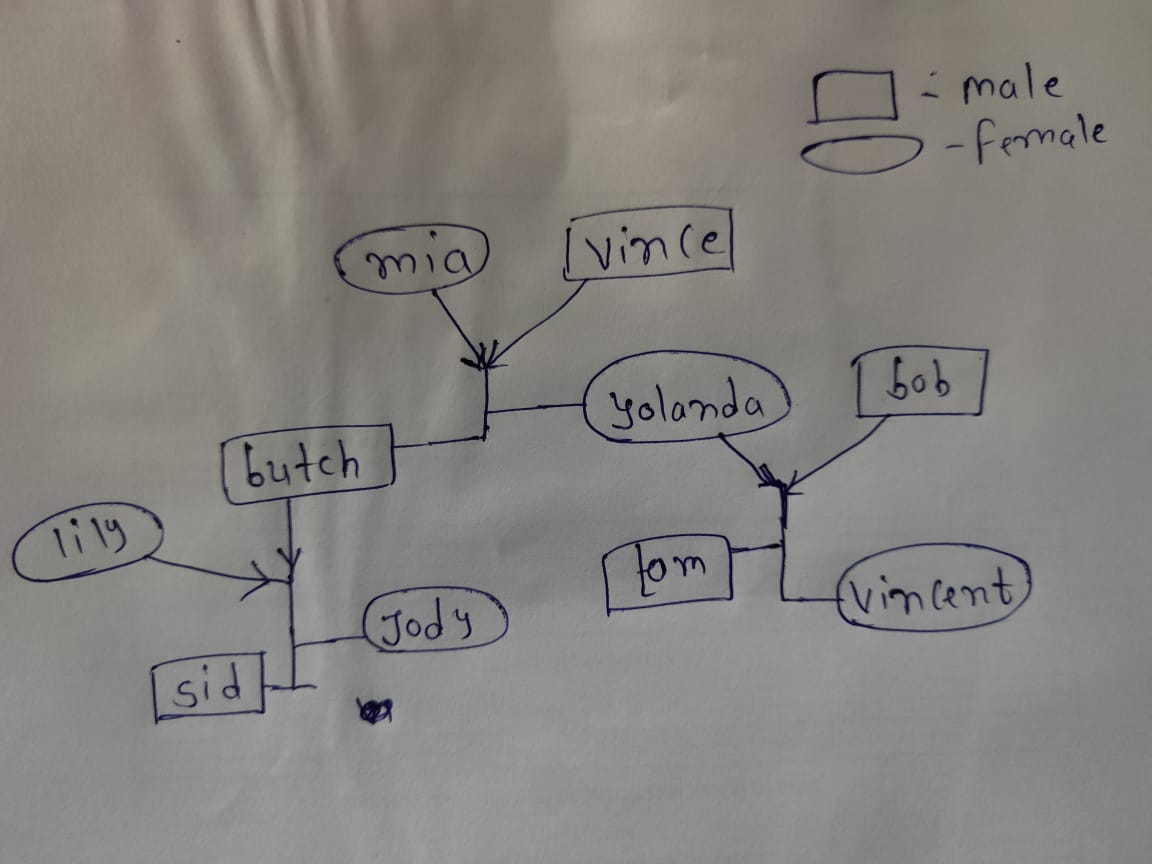 - male
- female
mia
vince
yolanda
bob
butch
lily
tom
vincent
Jody
sid